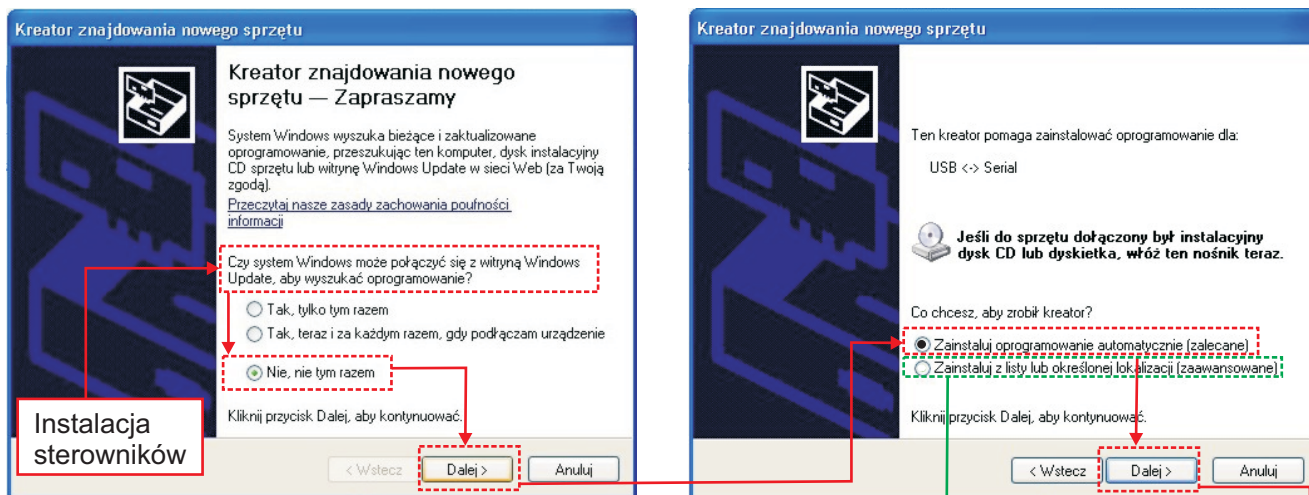 Kreator znajdowania nowego sprzętu
Kreator znajdowania nowego
sprzętu — Zapraszamy
System Windows wyszuka bieżące i zaktualizowane
oprogramowanie, przeszukując ten komputer, dysk instalacyjny
CD sprzętu lub witrynę Windows Update w sieci Web (za Twoją
zgodą).
Przeczytaj nasze zasady zachowania poufności
informacji
Czy system Windows może połączyć się z witryną Windows
Update, aby wyszukać oprogramowanie?
Tak, tylko tym razem
Tak, teraz i za każdym razem, gdy podłączam urządzenie
Nie, nie tym razem
Kliknij przycisk Dalej, aby kontynuować.
Instalacja
sterowników
< Wstecz
Dalej >
Anuluj
Kreator znajdowania nowego sprzętu
Ten kreator pomaga zainstalować oprogramowanie dla:
USB <-> Serial
Jeśli do sprzętu dołączony był instalacyjny
dysk CD lub dyskietka, włóż ten nośnik teraz.
Co chcesz, aby zrobił kreator?
Zainstaluj oprogramowanie automatycznie (zalecane)
Zainstaluj z listy lub określonej lokalizacji (zaawansowane)
Kliknij przycisk Dalej, aby kontynuować.
< Wstecz
Dalej >
Anuluj